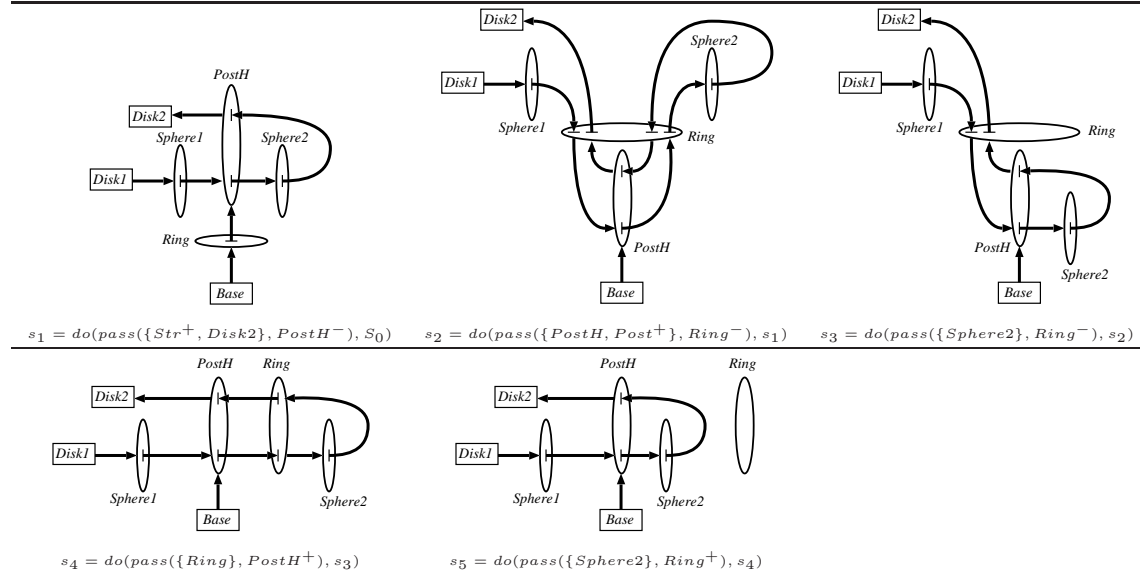 PostH
Disk2
Sphere1
Sphere2
Disk1
Ring
Base
s₁ = do(pass({Str⁺, Disk2}, PostH⁻), S₀)
Disk2
Sphere2
Disk1
Sphere1
Ring
PostH
Base
s₂ = do(pass({PostH, Post⁺}, Ring⁻), s₁)
Disk2
Disk1
Sphere1
Ring
PostH
Sphere2
Base
s₃ = do(pass({Sphere2}, Ring⁻), s₂)
PostH Ring
Disk2
Disk1
Sphere1
Sphere2
Base
s₄ = do(pass({Ring}, PostH⁺), s₃)
PostH
Ring
Disk2
Disk1
Sphere1
Sphere2
Base
s₅ = do(pass({Sphere2}, Ring⁺), s₄)